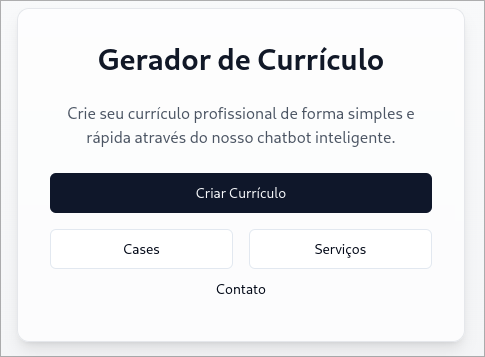 Gerador de Currículo
Crie seu currículo profissional de forma simples e
rápida através do nosso chatbot inteligente.
Criar Currículo
Cases
Serviços
Contato